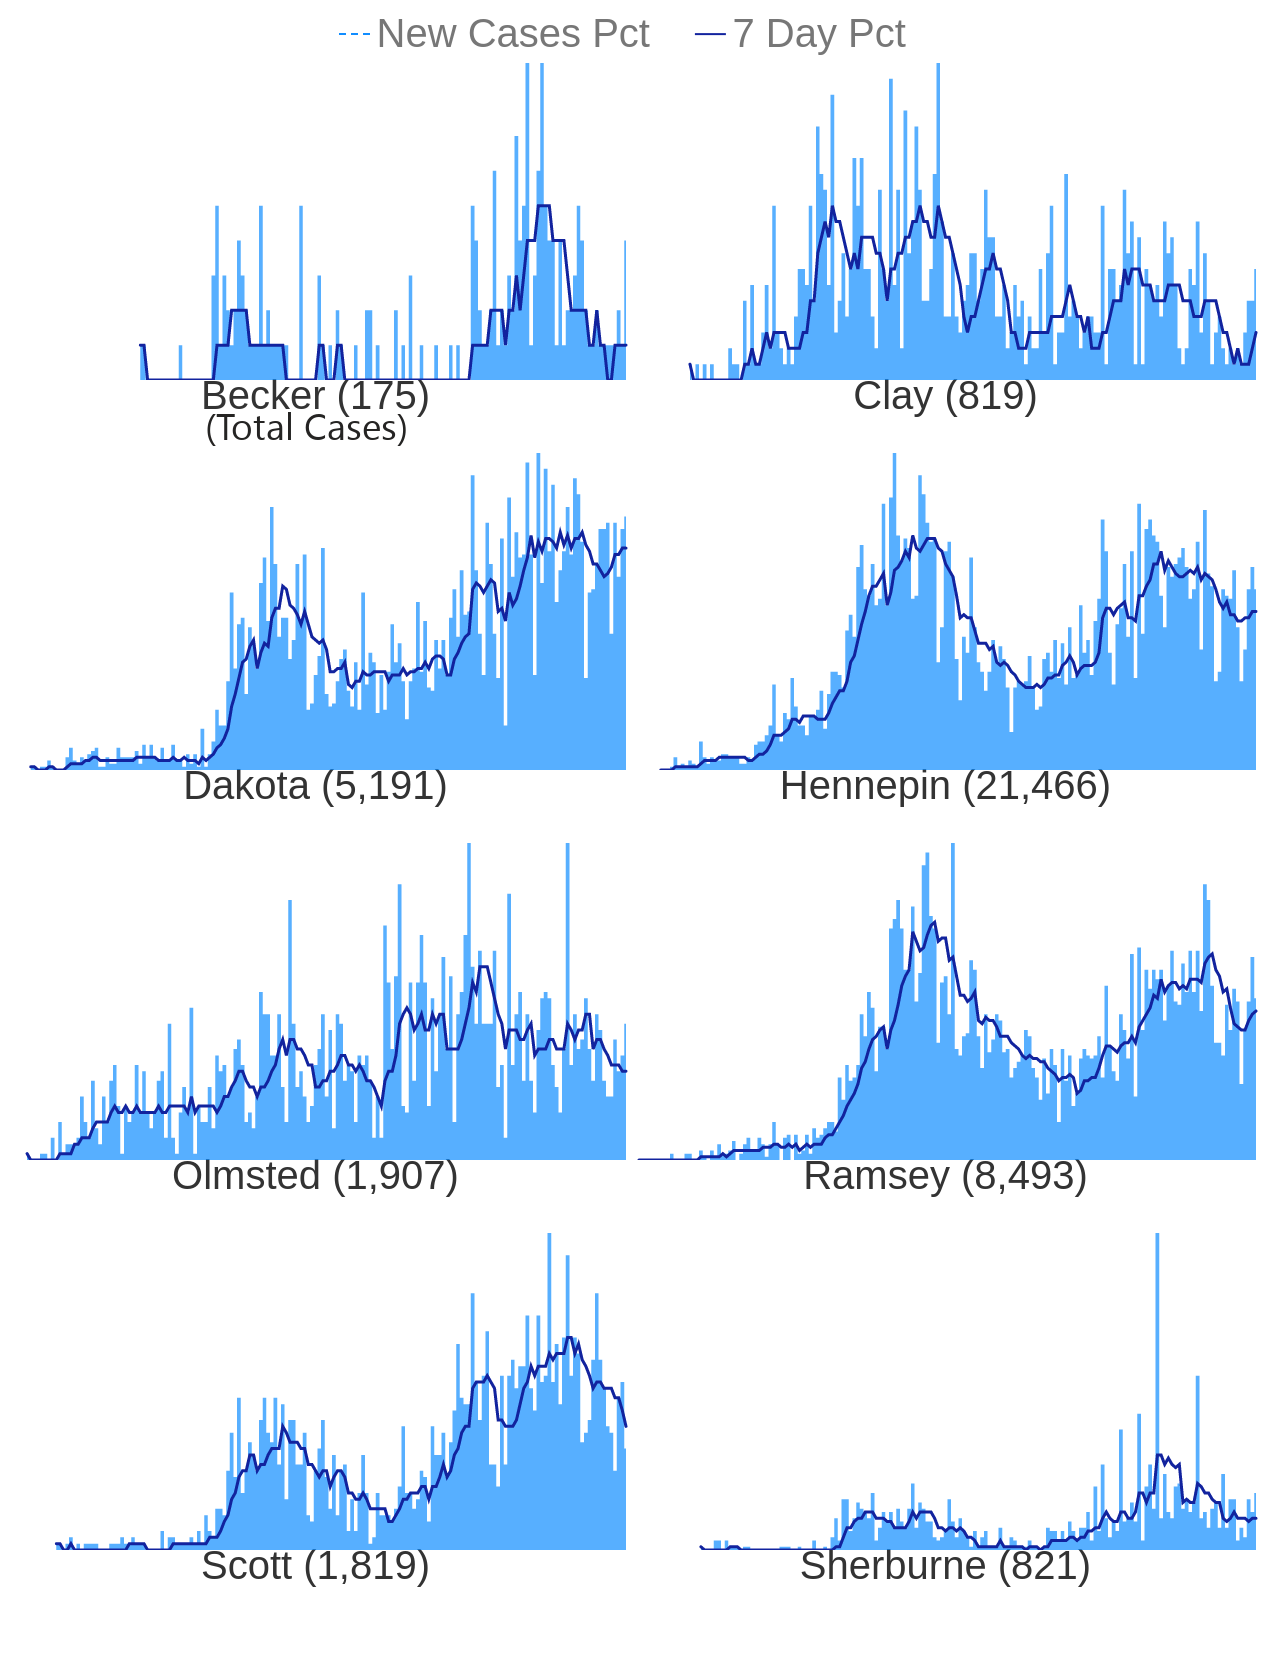 New Cases Pct 7 Day Pct
Becker (175) Clay (819)
(Total Cases)
Dakota (5,191) Hennepin (21,466)
Olmsted (1,907) Ramsey (8,493)
Scott (1,819) Sherburne (821)